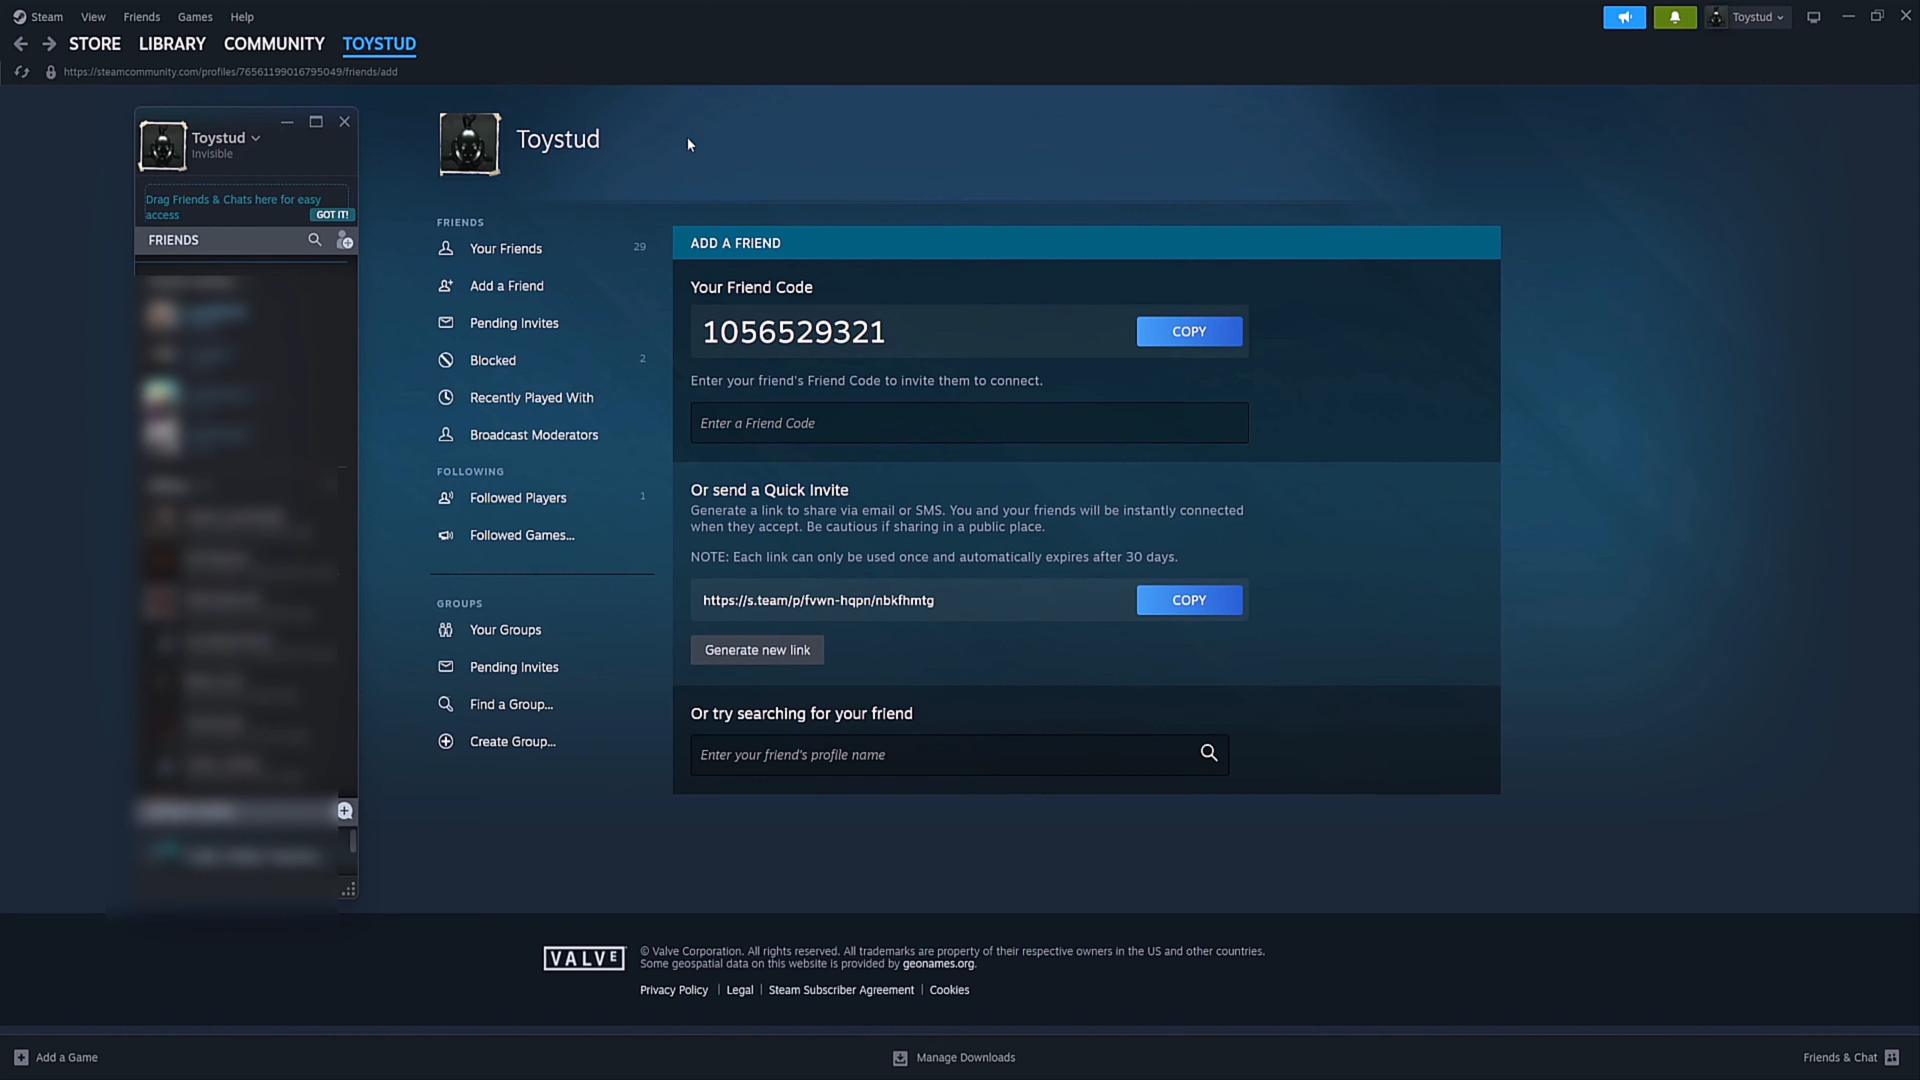 Steam View Friends Games Help
Toystud
STORE LIBRARY COMMUNITY TOYSTUD
https://steamcommunity.com/profiles/76561199016795049/friends/add
Toystud
Invisible
Drag Friends & Chats here for easy
access
GOT IT!
FRIENDS
Toystud
FRIENDS
Your Friends 29
Add a Friend
Pending Invites
Blocked 2
Recently Played With
Broadcast Moderators
FOLLOWING
Followed Players 1
Followed Games...
GROUPS
Your Groups
Pending Invites
Find a Group...
Create Group...
ADD A FRIEND
Your Friend Code
1056529321
COPY
Enter your friend's Friend Code to invite them to connect.
Enter a Friend Code
Or send a Quick Invite
Generate a link to share via email or SMS. You and your friends will be instantly connected
when they accept. Be cautious if sharing in a public place.
NOTE: Each link can only be used once and automatically expires after 30 days.
https://s.team/p/fvwn-hqpn/nbkfhmtg
COPY
Generate new link
Or try searching for your friend
Enter your friend's profile name
VALVE
© Valve Corporation. All rights reserved. All trademarks are property of their respective owners in the US and other countries.
Some geospatial data on this website is provided by geonames.org.
Privacy Policy | Legal | Steam Subscriber Agreement | Cookies
Add a Game
Manage Downloads
Friends & Chat